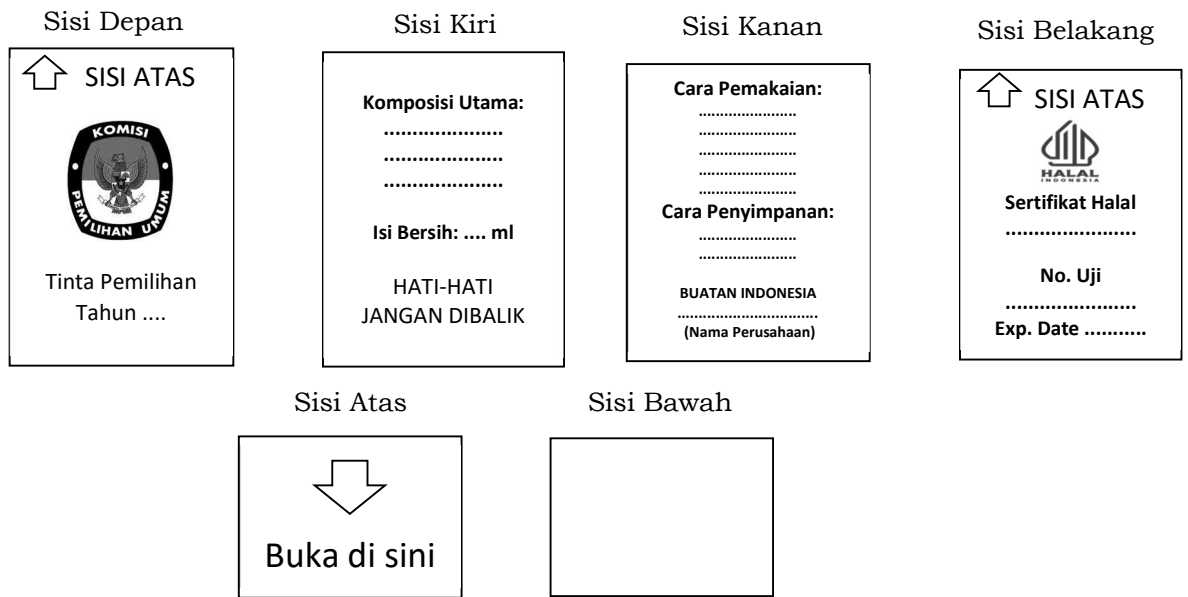 Sisi Depan
SISI ATAS
KOMISI
PEMILIHAN UMUM
Tinta Pemilihan
Tahun ....
Sisi Kiri
Komposisi Utama:
.....................
.....................
.....................
Isi Bersih: .... ml
HATI-HATI
JANGAN DIBALIK
Sisi Kanan
Cara Pemakaian:
.......................
.......................
.......................
.......................
.......................
Cara Penyimpanan:
.......................
.......................
BUATAN INDONESIA
.................................
(Nama Perusahaan)
Sisi Belakang
SISI ATAS
HALAL
INDONESIA
Sertifikat Halal
.......................
No. Uji
.......................
Exp. Date ...........
Sisi Atas
Buka di sini
Sisi Bawah